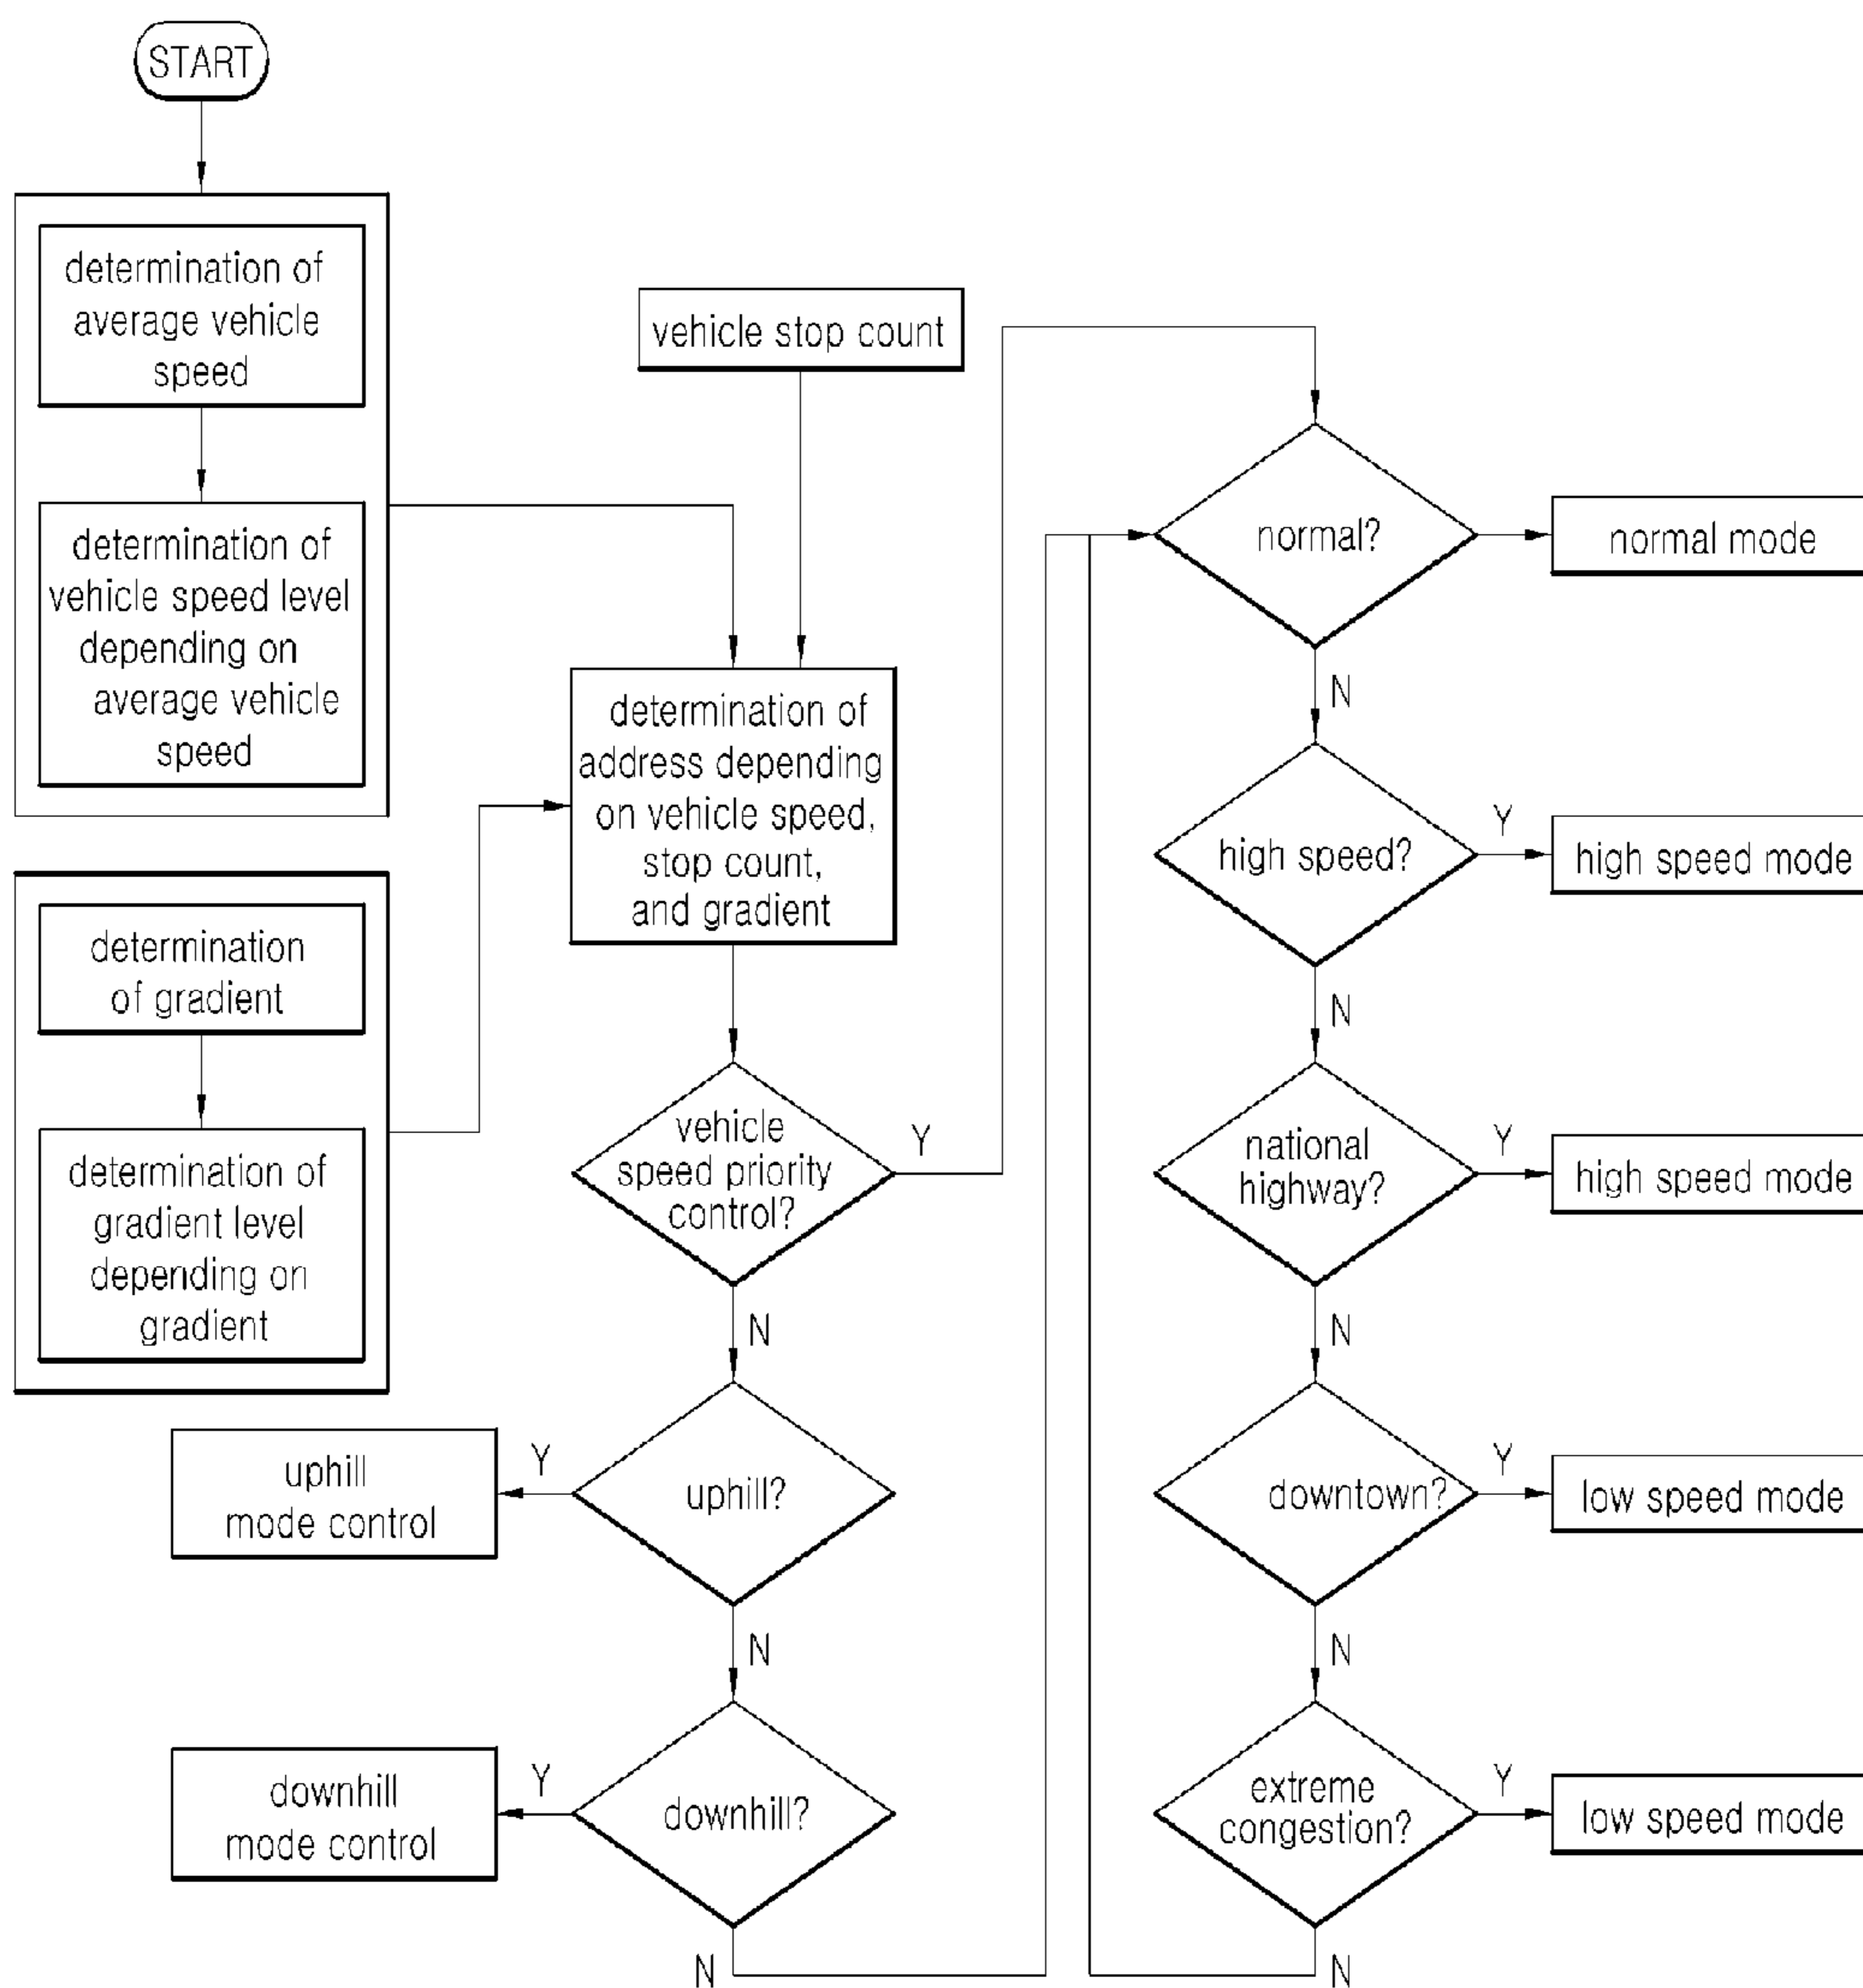 START
determination of
average vehicle
speed
determination of
vehicle speed level
depending on
average vehicle
speed
determination
of gradient
determination of
gradient level
depending on
gradient
vehicle stop count
determination of
address depending
on vehicle speed,
stop count,
and gradient
vehicle
speed priority
control?
Y
N
uphill?
Y
uphill
mode control
N
downhill?
Y
downhill
mode control
N
normal?
normal mode
N
high speed?
Y
high speed mode
N
national
highway?
Y
high speed mode
N
downtown?
Y
low speed mode
N
extreme
congestion?
Y
low speed mode
N